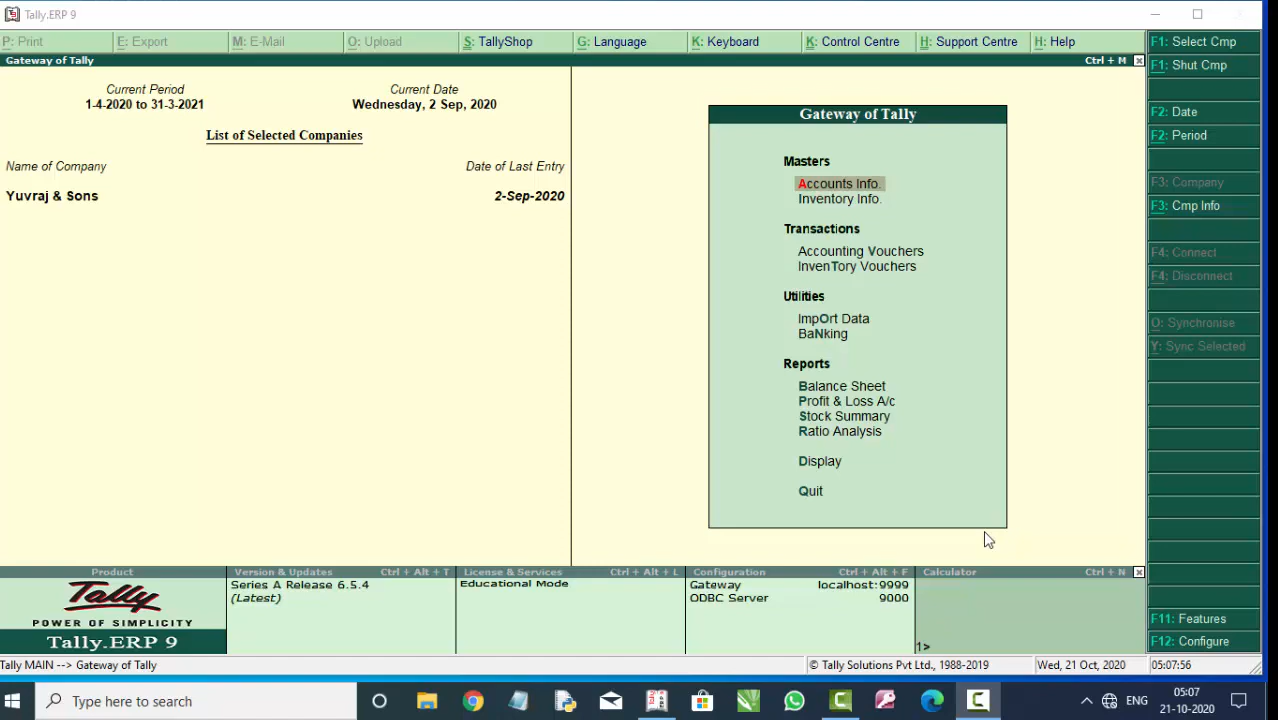 Tally.ERP 9
P: Print
E: Export
M: E-Mail
O: Upload
S: TallyShop
G: Language
K: Keyboard
K: Control Centre
H: Support Centre
H: Help
F1: Select Cmp
F1: Shut Cmp
F2: Date
F2: Period
F3: Company
F3: Cmp Info
F4: Connect
F4: Disconnect
O: Synchronise
Y: Sync Selected
F11: Features
F12: Configure
Gateway of Tally
Ctrl + M
Current Period
1-4-2020 to 31-3-2021
Current Date
Wednesday, 2 Sep, 2020
List of Selected Companies
Name of Company
Date of Last Entry
Yuvraj & Sons
2-Sep-2020
Gateway of Tally
Masters
Accounts Info.
Inventory Info.
Transactions
Accounting Vouchers
InvenTory Vouchers
Utilities
ImpOrt Data
BaNking
Reports
Balance Sheet
Profit & Loss A/c
Stock Summary
Ratio Analysis
Display
Quit
Product
Tally
POWER OF SIMPLICITY
Tally.ERP 9
Version & Updates Ctrl + Alt + T
Series A Release 6.5.4
(Latest)
License & Services Ctrl + Alt + L
Educational Mode
Configuration Ctrl + Alt + F
Gateway localhost:9999
ODBC Server 9000
Calculator Ctrl + N
1>
Tally MAIN --> Gateway of Tally
© Tally Solutions Pvt Ltd., 1988-2019
Wed, 21 Oct, 2020
05:07:56
Type here to search
ENG
05:07
21-10-2020